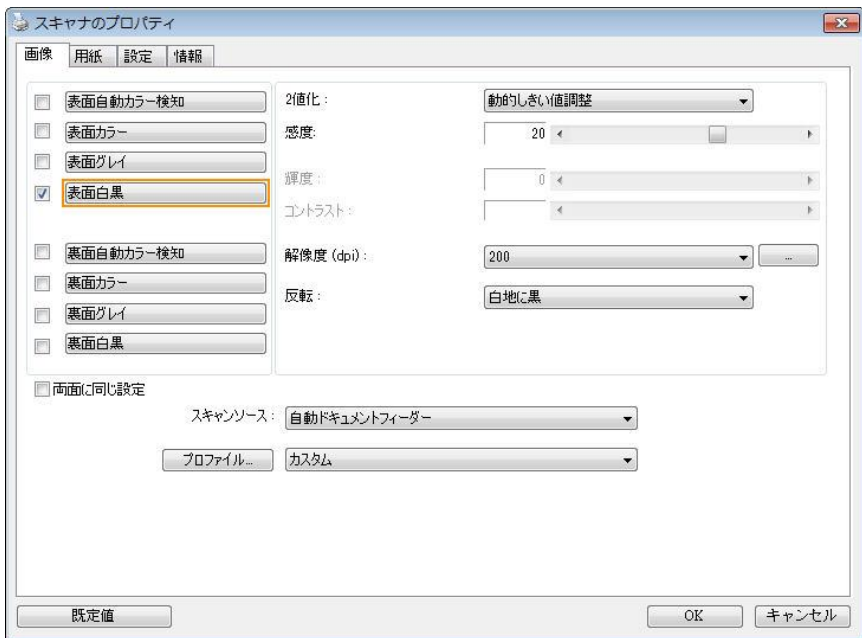 スキャナのプロパティ
画像 用紙 設定 情報
表面自動カラー検知
表面カラー
表面グレイ
表面白黒
裏面自動カラー検知
裏面カラー
裏面グレイ
裏面白黒
2値化 : 動的しきい値調整
感度: 20
輝度 : 0
コントラスト :
解像度 (dpi) : 200 ...
反転 : 白地に黒
両面に同じ設定
スキャンソース : 自動ドキュメントフィーダー
プロファイル... カスタム
既定値 OK キャンセル